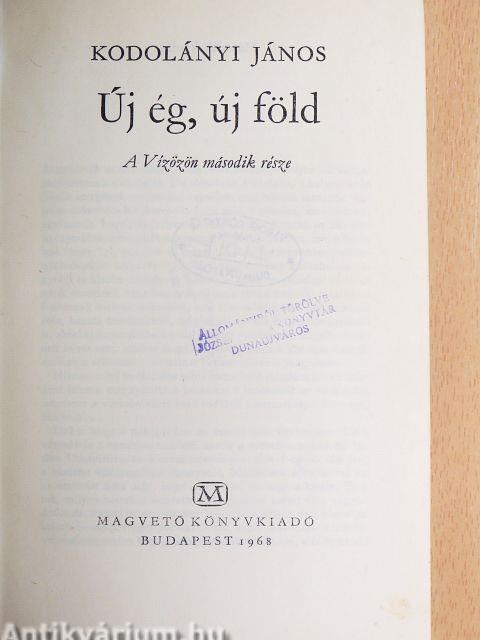 KODOLÁNYI JÁNOS
Új ég, új föld
A Vízözön második része
ÁLLOMÁNYBÓL TÖRÖLVE
JÓZSE KÖNYVTÁR
DUNAÚJVÁROS
M
MAGVETŐ KÖNYVKIADÓ
BUDAPEST 1968
Antikvárium.hu